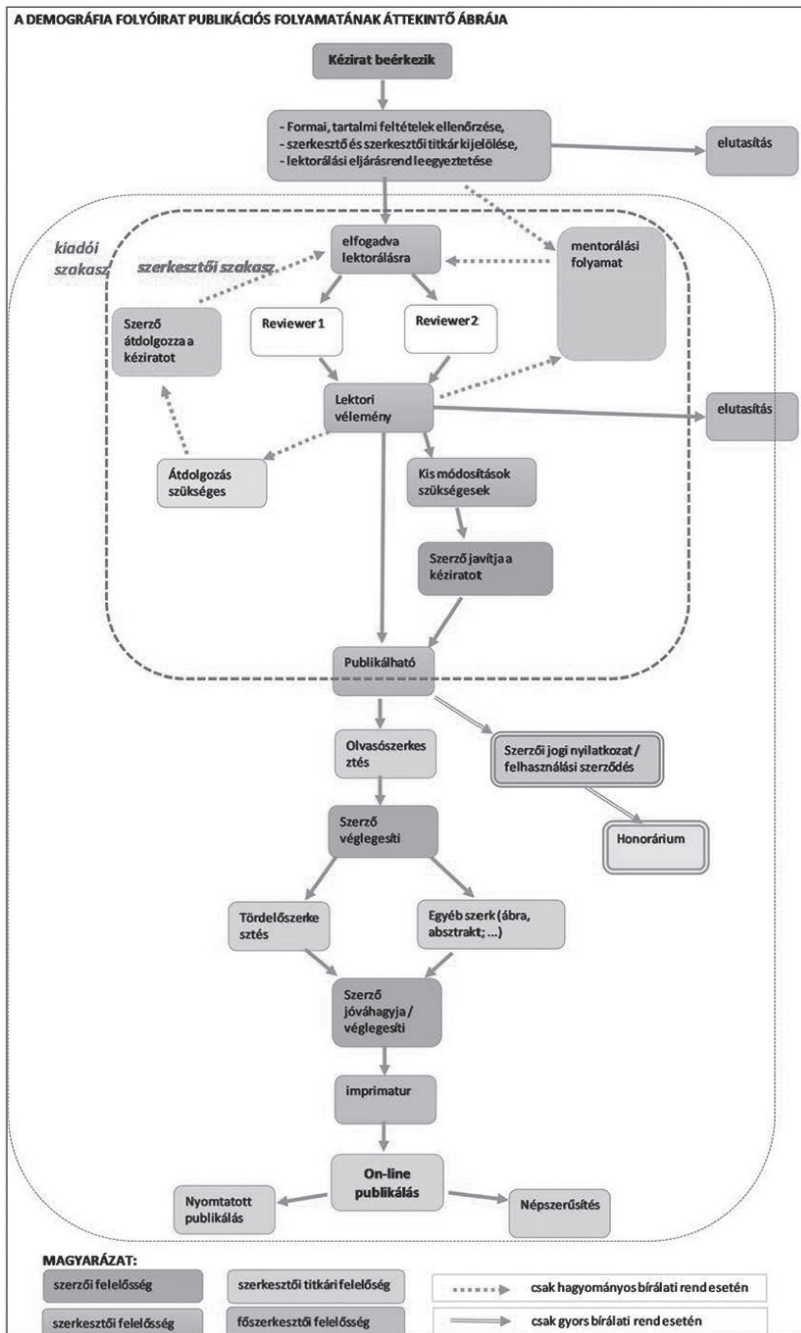 A DEMOGRÁFIA FOLYÓIRAT PUBLIKÁCIÓS FOLYAMATÁNAK ÁTTEKINTŐ ÁBRÁJA
Kézirat beérkezik
- Formai, tartalmi feltételek ellenőrzése,
- szerkesztő és szerkesztői titkár kijelölése,
- lektorálási eljárásrend leegyeztetése
elutasítás
kiadói
szakasz
szerkesztői szakasz
elfogadva
lektorálásra
mentorálási
folyamat
Szerző
átdolgozza a
kéziratot
Reviewer 1
Reviewer 2
Lektori
vélemény
elutasítás
Átdolgozás
szükséges
Kis módosítások
szükségesek
Szerző javítja a
kéziratot
Publikálható
Olvasószerkes
ztés
Szerzői jogi nyilatkozat /
felhasználási szerződés
Szerző
véglegesíti
Honorárium
Tördelőszerke
sztés
Egyéb szerk (ábra,
absztrakt; ...)
Szerző
jóváhagyja /
véglegesíti
imprimatur
On-line
publikálás
Nyomtatott
publikálás
Népszerűsítés
MAGYARÁZAT:
szerzői felelősség
szerkesztői titkári felelőség
csak hagyományos bírálati rend esetén
szerkesztői felelősség
főszerkesztői felelősség
csak gyors bírálati rend esetén